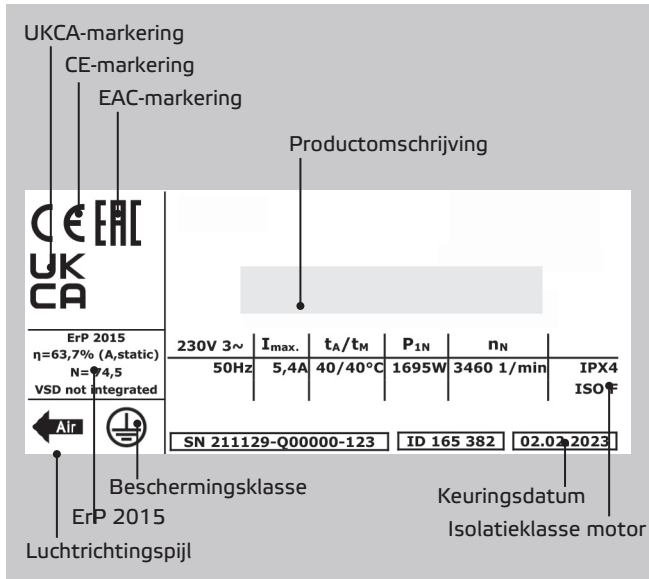 UKCA-markering
CE-markering
EAC-markering
Productomschrijving
CE EAC
UK
CA
ErP 2015
η=63,7% (A,static)
N= 74,5
VSD not integrated
230V 3~ Imax. tA/tM P1N nN
50Hz 5,4A 40/40°C 1695W 3460 1/min IPX4
ISO F
Air
SN 211129-Q00000-123 ID 165 382 02.02.2023
Beschermingsklasse
Keuringsdatum
ErP 2015
Isolatieklasse motor
Luchtrichtingspijl